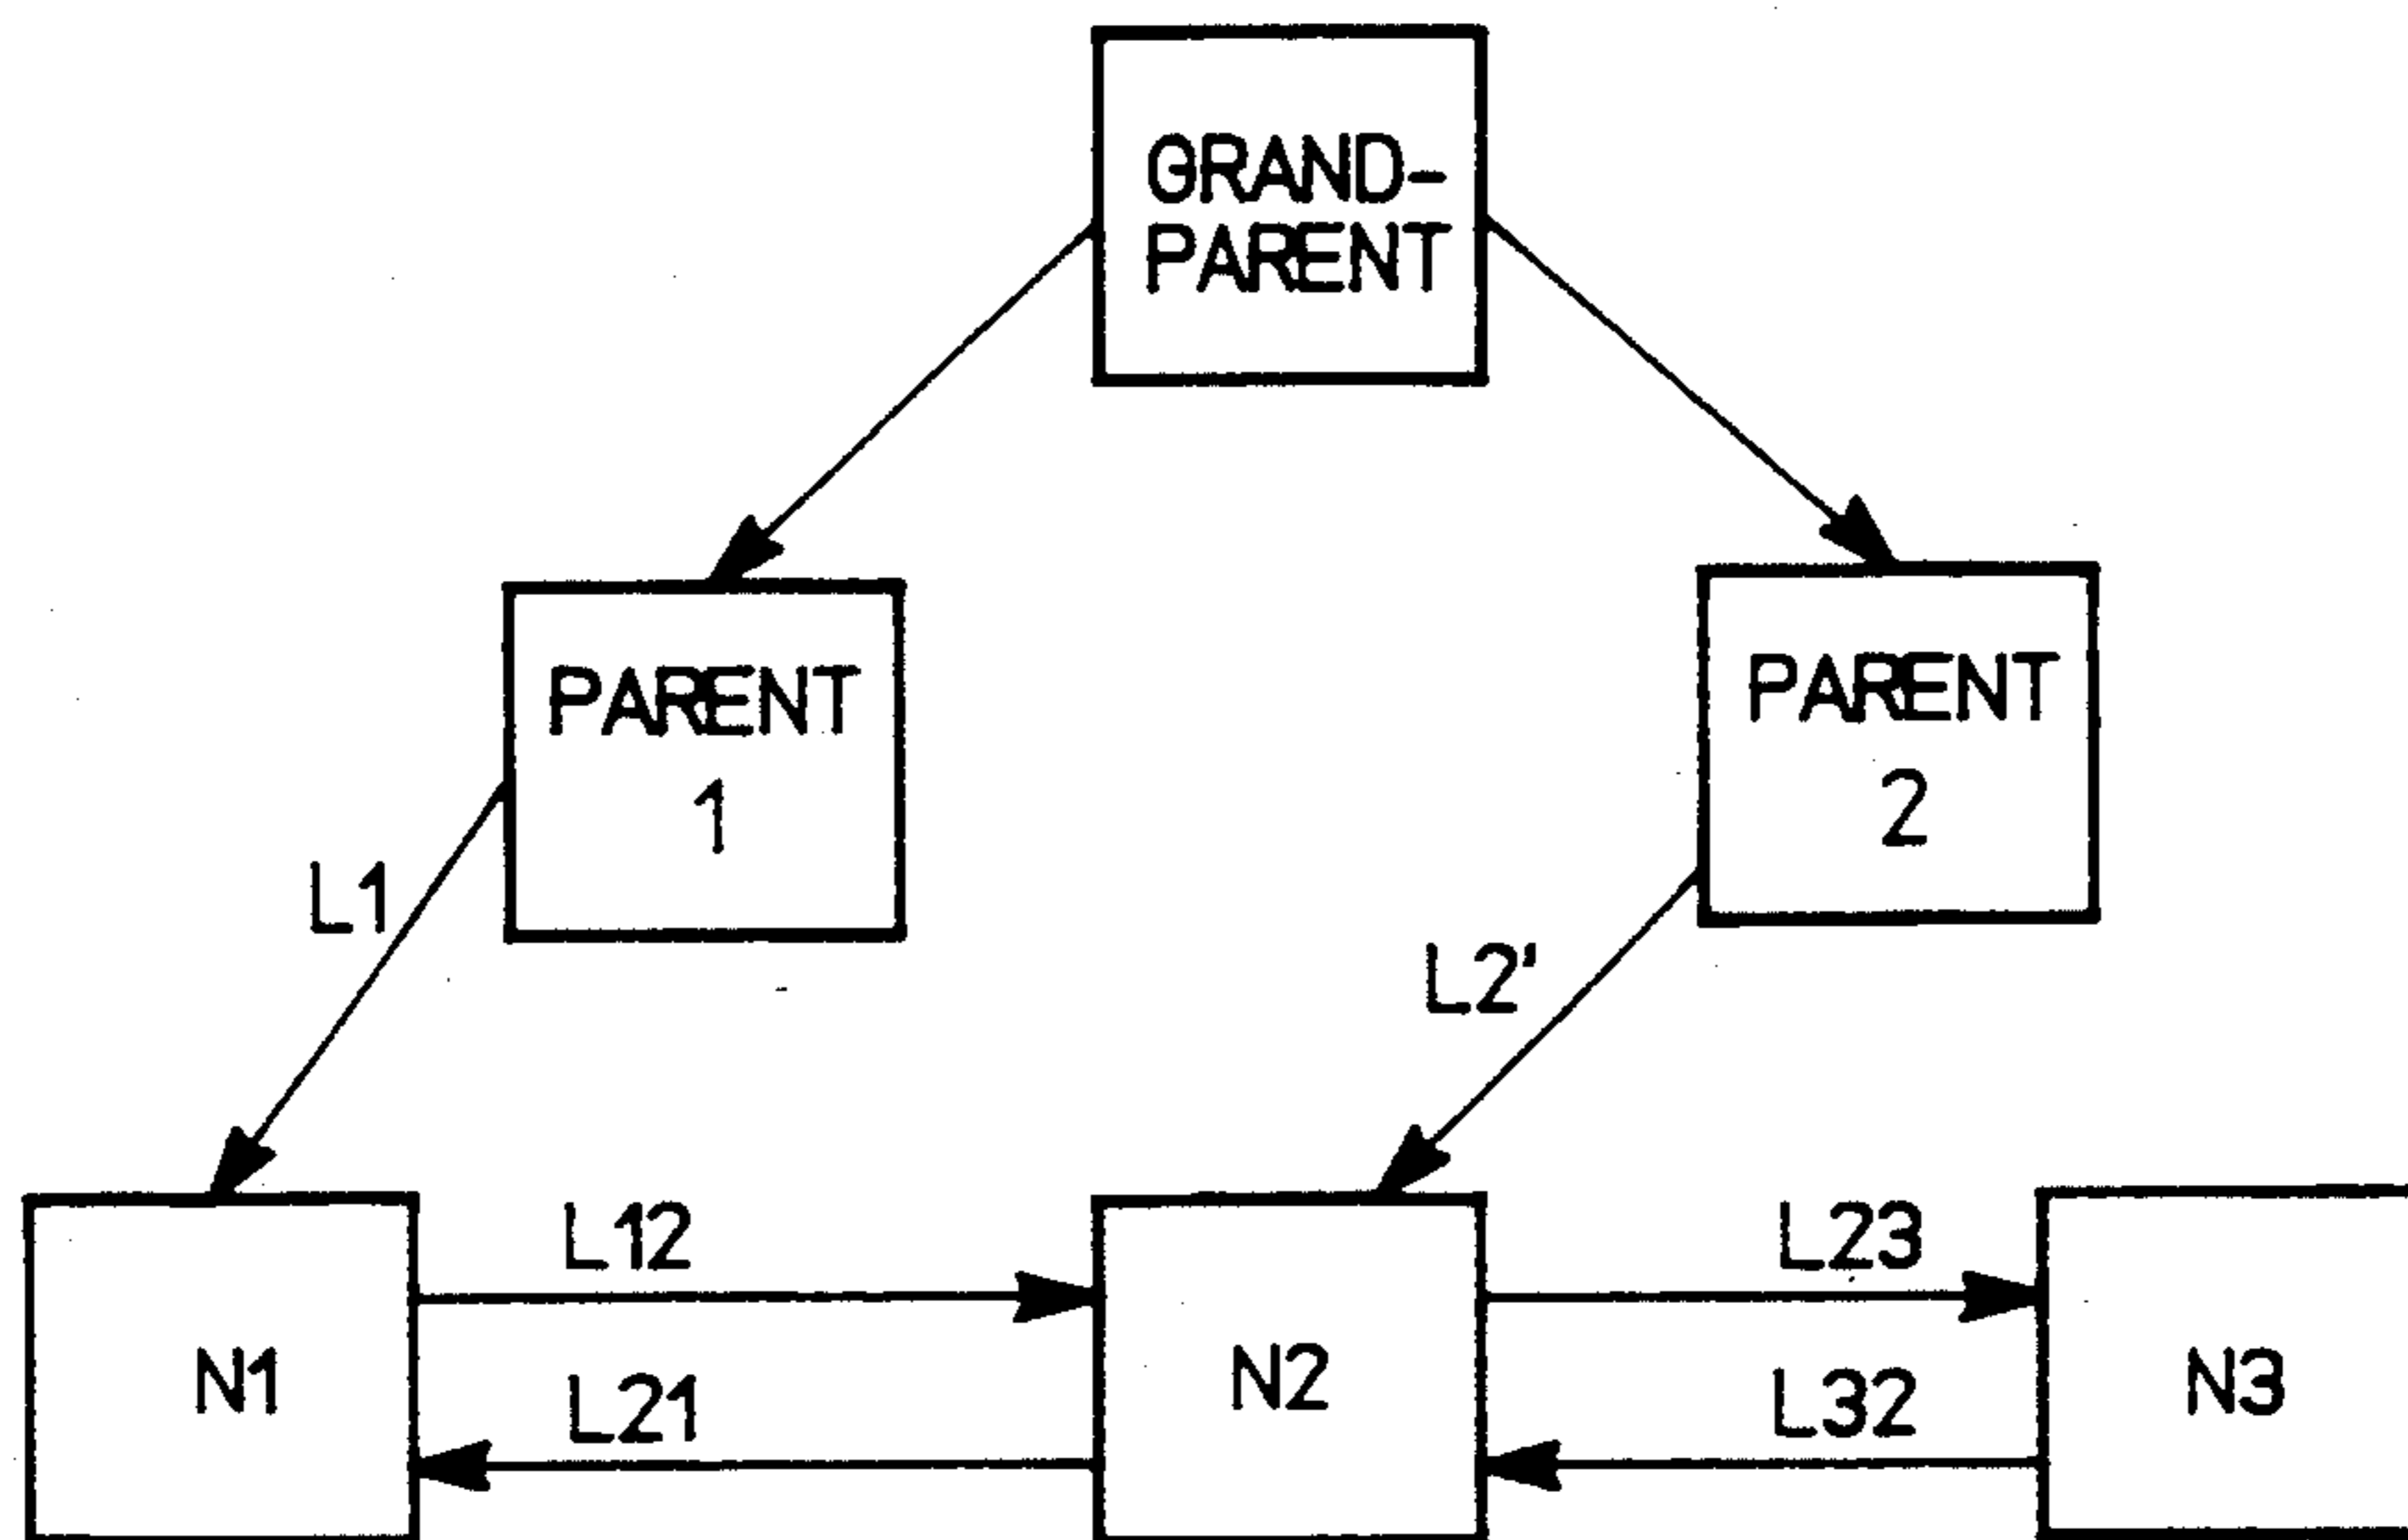 GRAND-
PARENT
PARENT
1
PARENT
2
L1
L2'
L12
L23
N1
L21
N2
L32
N3